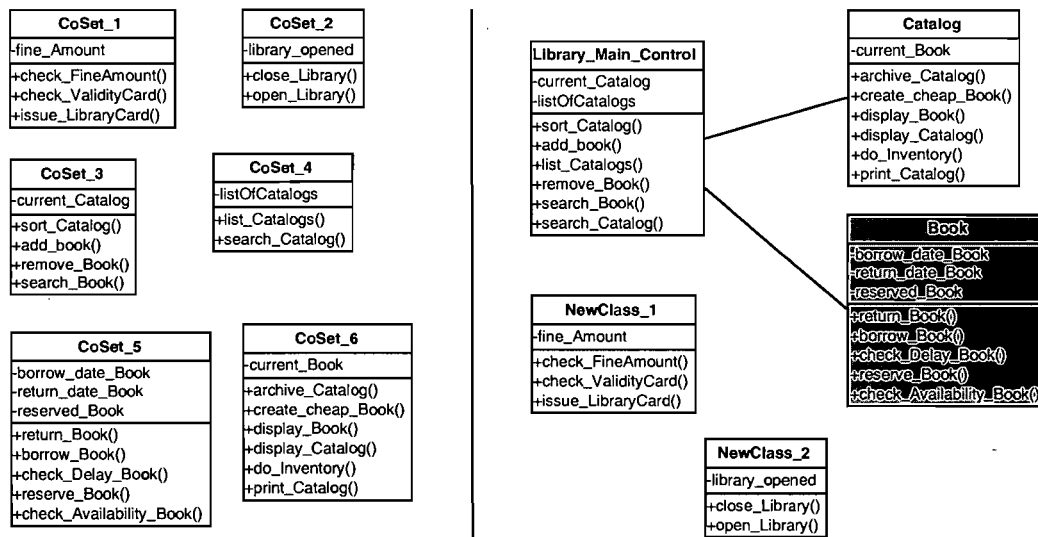 CoSet_1
-fine_Amount
+check_FineAmount()
+check_ValidityCard()
+issue_LibraryCard()
CoSet_2
-library_opened
+close_Library()
+open_Library()
CoSet_3
-current_Catalog
+sort_Catalog()
+add_book()
+remove_Book()
+search_Book()
CoSet_4
-listOfCatalogs
+list_Catalogs()
+search_Catalog()
CoSet_5
-borrow_date_Book
-return_date_Book
-reserved_Book
+return_Book()
+borrow_Book()
+check_Delay_Book()
+reserve_Book()
+check_Availability_Book()
CoSet_6
-current_Book
+archive_Catalog()
+create_cheap_Book()
+display_Book()
+display_Catalog()
+do_Inventory()
+print_Catalog()
Library_Main_Control
-current_Catalog
-listOfCatalogs
+sort_Catalog()
+add_book()
+list_Catalogs()
+remove_Book()
+search_Book()
+search_Catalog()
Catalog
-current_Book
+archive_Catalog()
+create_cheap_Book()
+display_Book()
+display_Catalog()
+do_Inventory()
+print_Catalog()
Book
-borrow_date_Book
-return_date_Book
-reserved_Book
+return_Book()
+borrow_Book()
+check_Delay_Book()
+reserve_Book()
+check_Availability_Book()
NewClass_1
-fine_Amount
+check_FineAmount()
+check_ValidityCard()
+issue_LibraryCard()
NewClass_2
-library_opened
+close_Library()
+open_Library()